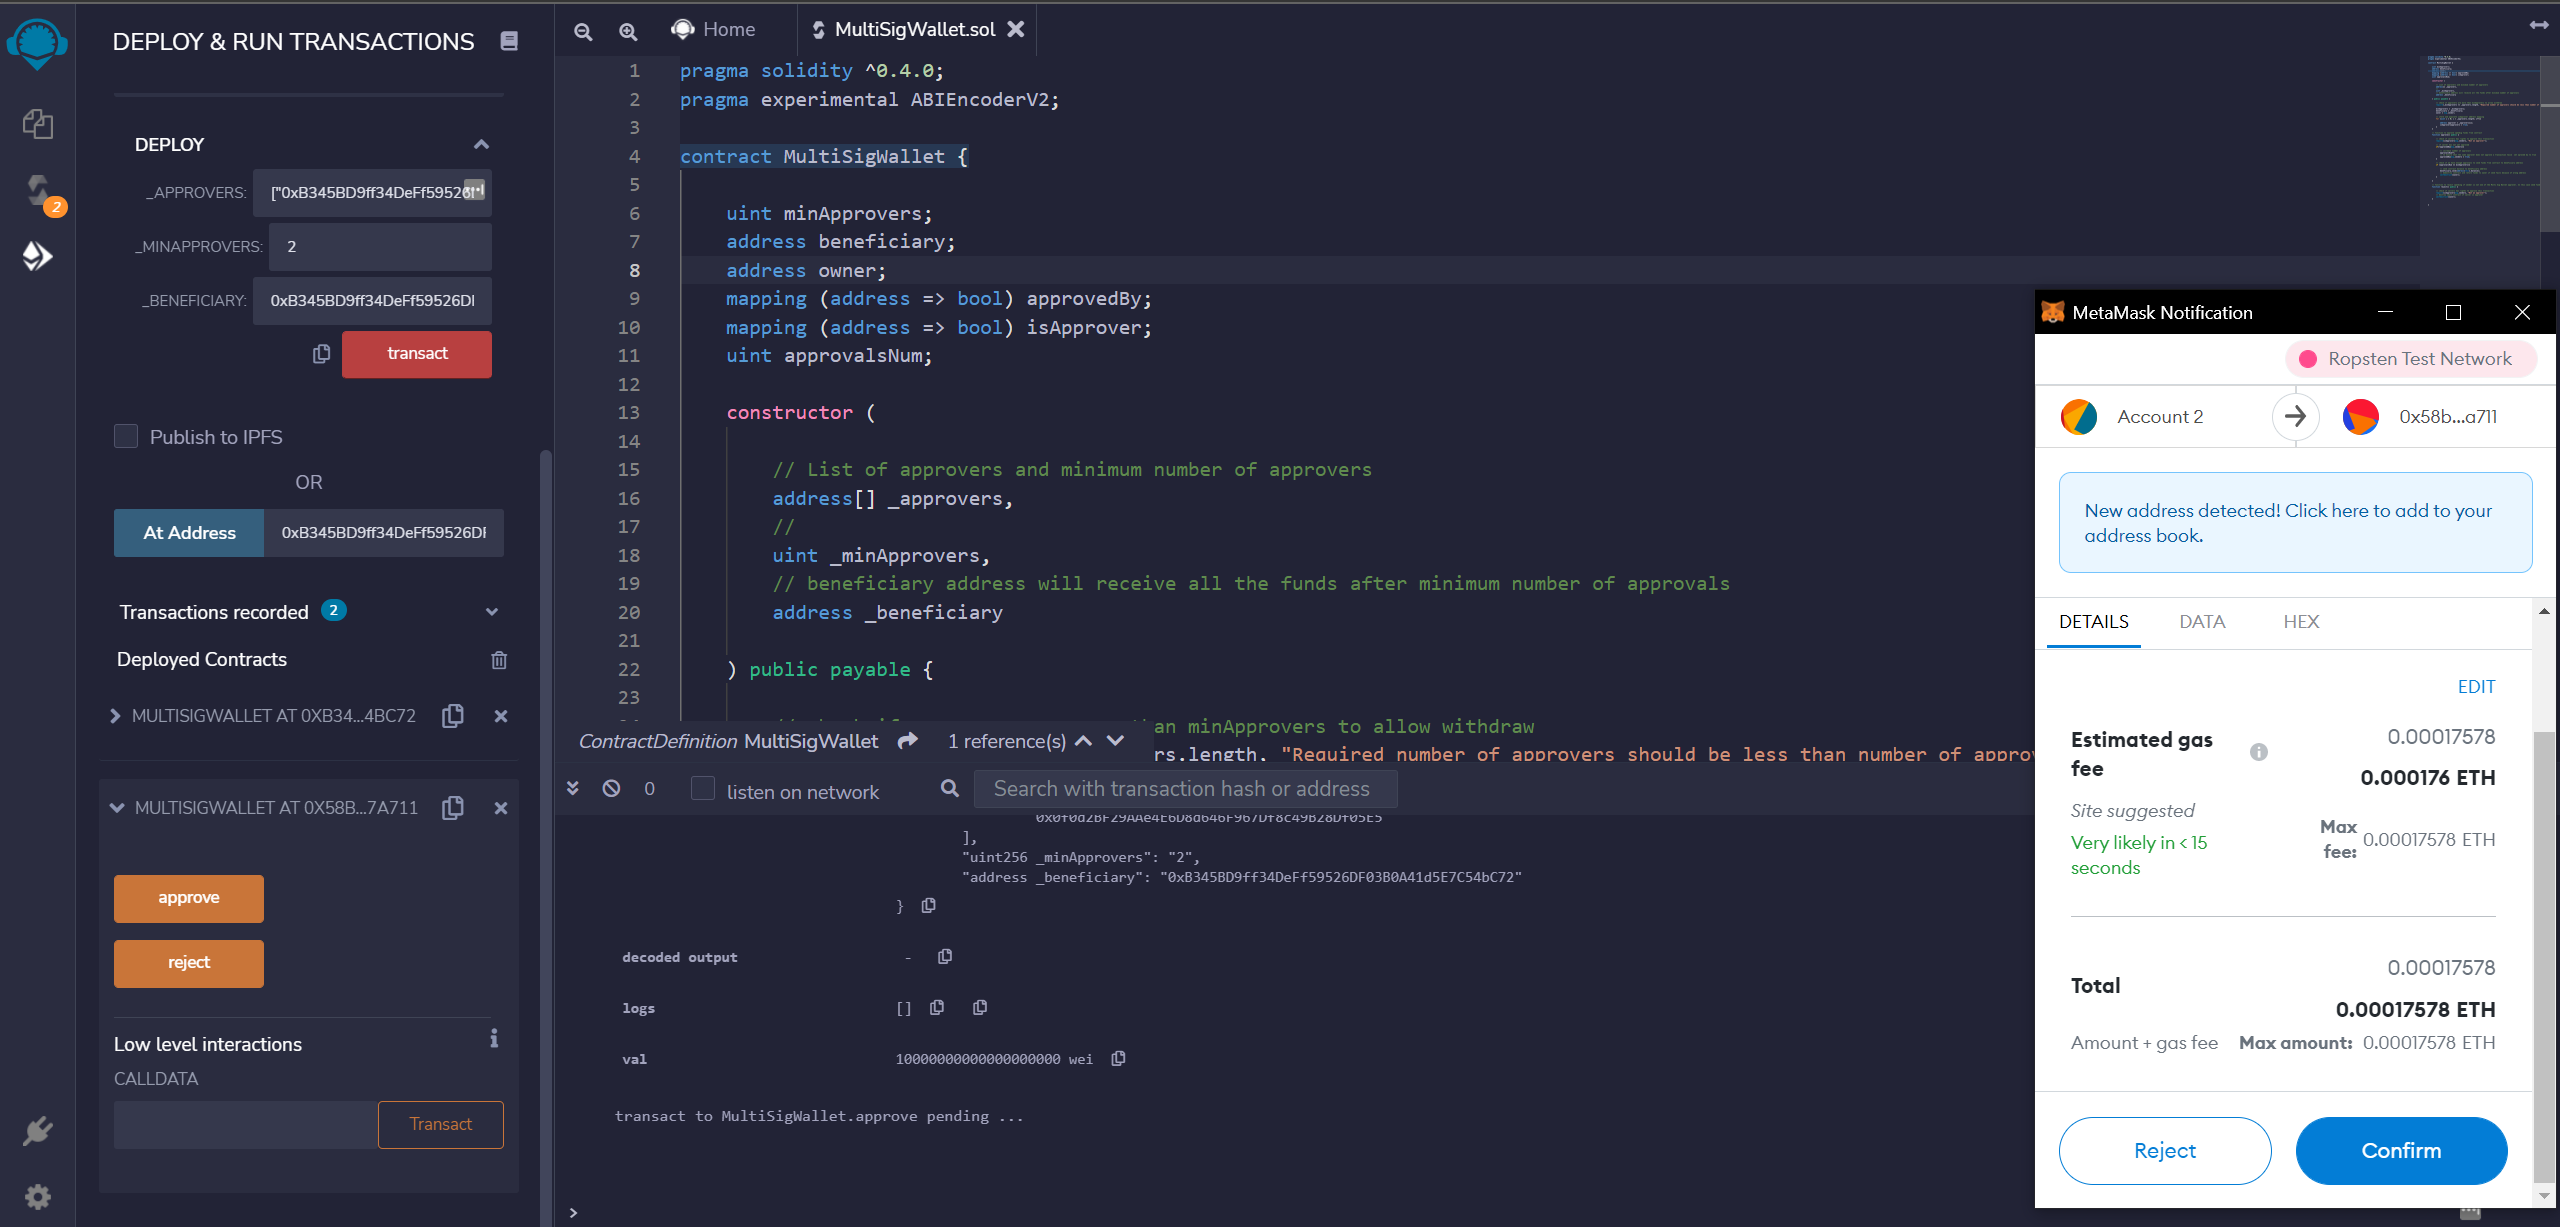 DEPLOY & RUN TRANSACTIONS
DEPLOY
_APPROVERS: ["0xB345BD9ff34DeFf59526
_MINAPPROVERS: 2
_BENEFICIARY: 0xB345BD9ff34DeFf59526DI
transact
Publish to IPFS
OR
At Address 0xB345BD9ff34DeFf59526DI
Transactions recorded 2
Deployed Contracts
MULTISIGWALLET AT 0XB34...4BC72
MULTISIGWALLET AT 0X58B...7A711
approve
reject
Low level interactions
CALLDATA
Transact
2
Home
MultiSigWallet.sol
1 pragma solidity ^0.4.0;
2 pragma experimental ABIEncoderV2;
3
4 contract MultiSigWallet {
5
6 uint minApprovers;
7 address beneficiary;
8 address owner;
9 mapping (address => bool) approvedBy;
10 mapping (address => bool) isApprover;
11 uint approvalsNum;
12
13 constructor (
14
15 // List of approvers and minimum number of approvers
16 address[] _approvers,
17 //
18 uint _minApprovers,
19 // beneficiary address will receive all the funds after minimum number of approvals
20 address _beneficiary
21
22 ) public payable {
23
an minApprovers to allow withdraw
ContractDefinition MultiSigWallet 1 reference(s)
rs.length, "Required number of approvers should be less than number of appro
0 listen on network
Search with transaction hash or address
],
"uint256 _minApprovers": "2",
"address _beneficiary": "0xB345BD9ff34DeFf59526DF03B0A41d5E7C54bC72"
}
decoded output -
logs []
val 10000000000000000000 wei
transact to MultiSigWallet.approve pending ...
>
MetaMask Notification
Ropsten Test Network
Account 2
0x58b...a711
New address detected! Click here to add to your
address book.
DETAILS DATA HEX
EDIT
Estimated gas
fee
0.00017578
0.000176 ETH
Site suggested
Very likely in < 15
seconds
Max
fee: 0.00017578 ETH
Total
0.00017578
0.00017578 ETH
Amount + gas fee Max amount: 0.00017578 ETH
Reject
Confirm